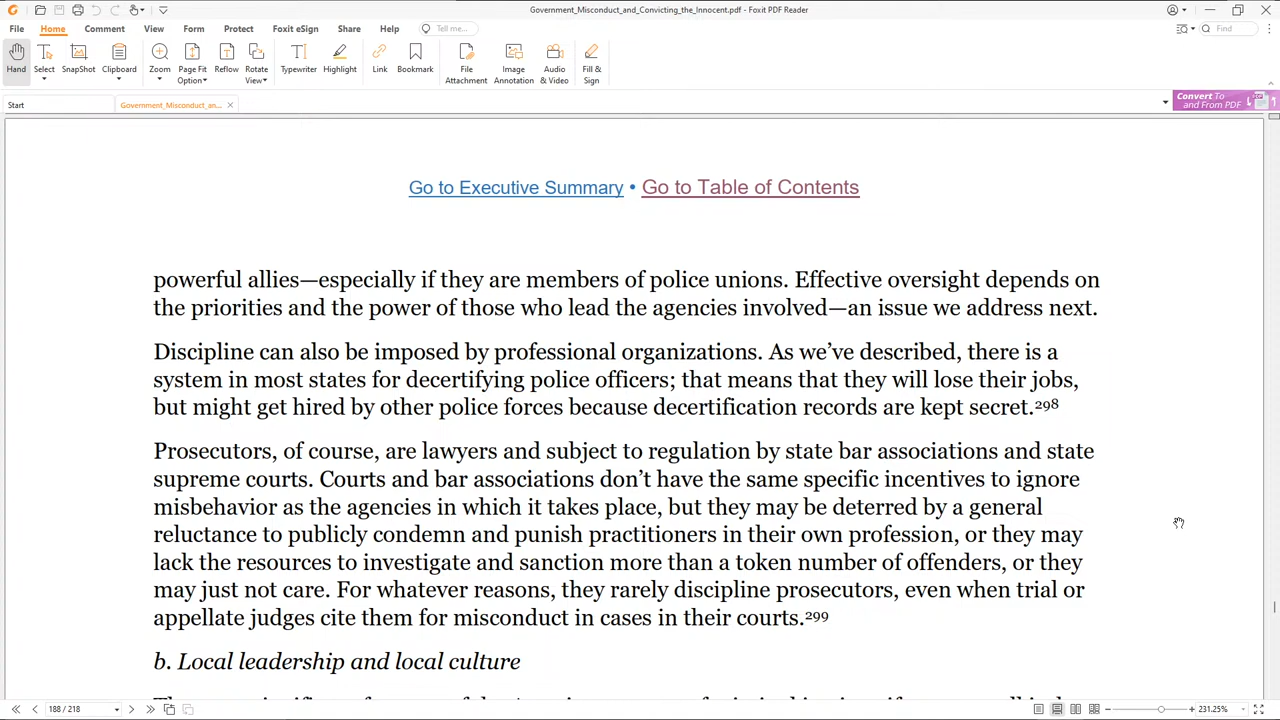 Government_Misconduct_and_Convicting_the_Innocent.pdf - Foxit PDF Reader
File Home Comment View Form Protect Foxit eSign Share Help Tell me... Find
Hand Select SnapShot Clipboard Zoom Page Fit Option Reflow Rotate View Typewriter Highlight Link Bookmark File Attachment Image Annotation Audio & Video Fill & Sign
Start Government_Misconduct_an... Convert To and From PDF
Go to Executive Summary • Go to Table of Contents
powerful allies—especially if they are members of police unions. Effective oversight depends on
the priorities and the power of those who lead the agencies involved—an issue we address next.
Discipline can also be imposed by professional organizations. As we’ve described, there is a
system in most states for decertifying police officers; that means that they will lose their jobs,
but might get hired by other police forces because decertification records are kept secret.298
Prosecutors, of course, are lawyers and subject to regulation by state bar associations and state
supreme courts. Courts and bar associations don’t have the same specific incentives to ignore
misbehavior as the agencies in which it takes place, but they may be deterred by a general
reluctance to publicly condemn and punish practitioners in their own profession, or they may
lack the resources to investigate and sanction more than a token number of offenders, or they
may just not care. For whatever reasons, they rarely discipline prosecutors, even when trial or
appellate judges cite them for misconduct in cases in their courts.299
b. Local leadership and local culture
188 / 218 231.25%